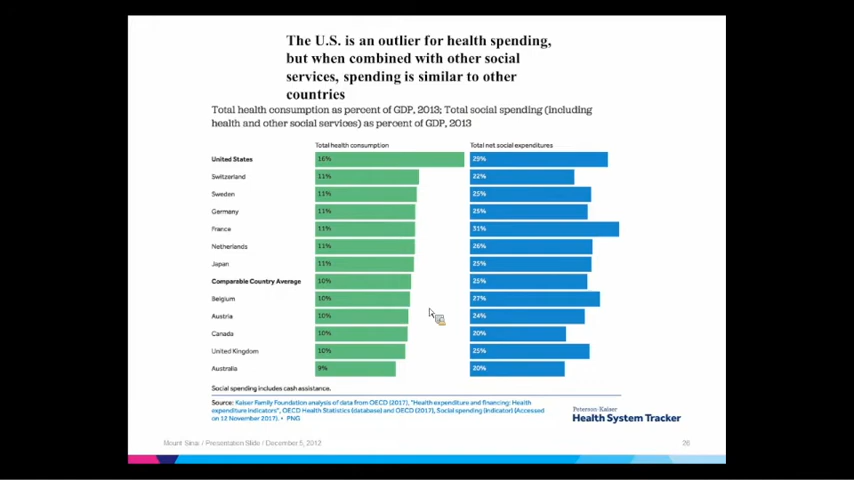 The U.S. is an outlier for health spending,
but when combined with other social
services, spending is similar to other
countries
Total health consumption as percent of GDP, 2013; Total social spending (including
health and other social services) as percent of GDP, 2013
Total health consumption Total net social expenditures
United States 16% 29%
Switzerland 11% 22%
Sweden 11% 25%
Germany 11% 25%
France 11% 31%
Netherlands 11% 26%
Japan 11% 25%
Comparable Country Average 10% 25%
Belgium 10% 27%
Austria 10% 24%
Canada 10% 20%
United Kingdom 10% 25%
Australia 9% 20%
Social spending includes cash assistance.
Source: Kaiser Family Foundation analysis of data from OECD (2017), "Health expenditure and financing: Health
expenditure indicators", OECD Health Statistics (database) and OECD (2017), Social spending (indicator) (Accessed
on 12 November 2017). • PNG
Peterson-Kaiser
Health System Tracker
Mount Sinai / Presentation Slide / December 5, 2012 26